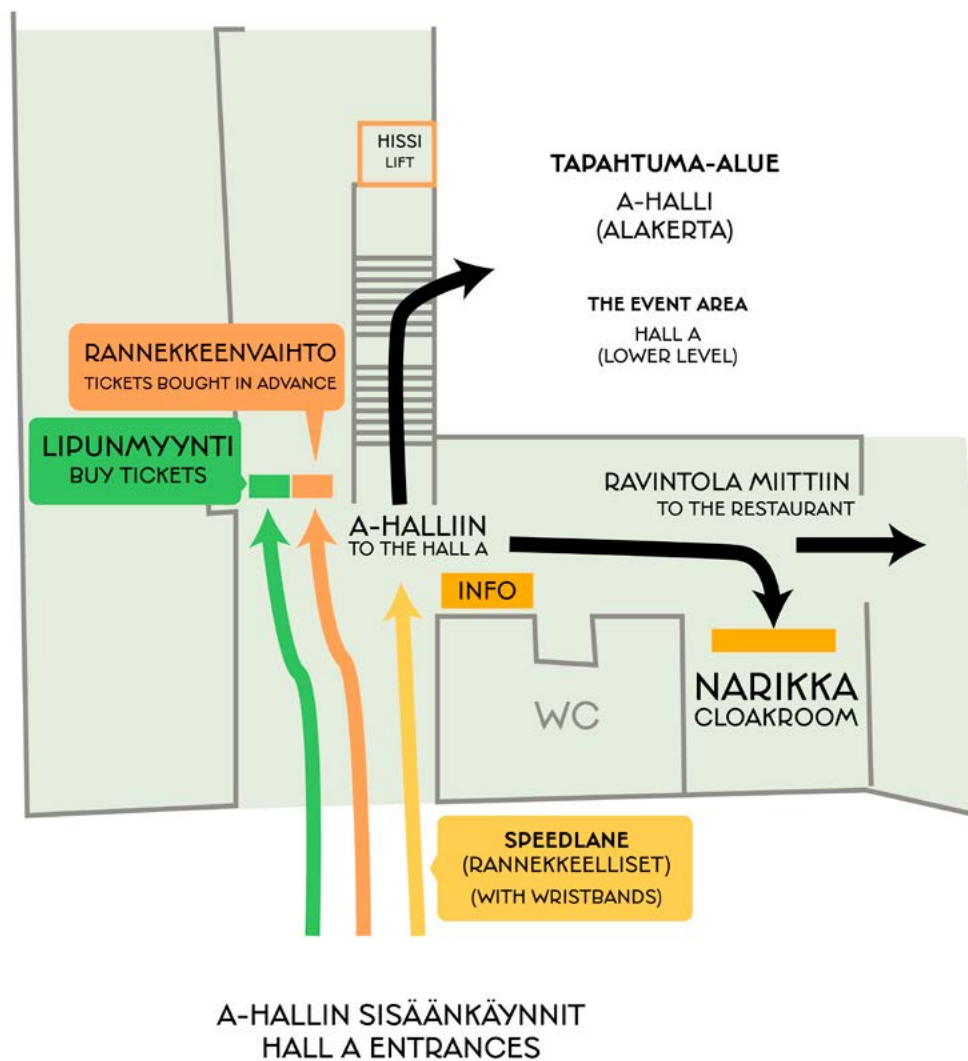 HISSI
LIFT
TAPAHTUMA-ALUE
A-HALLI
(ALAKERTA)
THE EVENT AREA
HALL A
(LOWER LEVEL)
RANNEKKEENVAIHTO
TICKETS BOUGHT IN ADVANCE
LIPUNMYYNTI
BUY TICKETS
RAVINTOLA MIITTIIN
TO THE RESTAURANT
A-HALLIIN
TO THE HALL A
INFO
WC
NARIKKA
CLOAKROOM
SPEEDLANE
(RANNEKKEELLISET)
(WITH WRISTBANDS)
A-HALLIN SISÄÄNKÄYNNIT
HALL A ENTRANCES